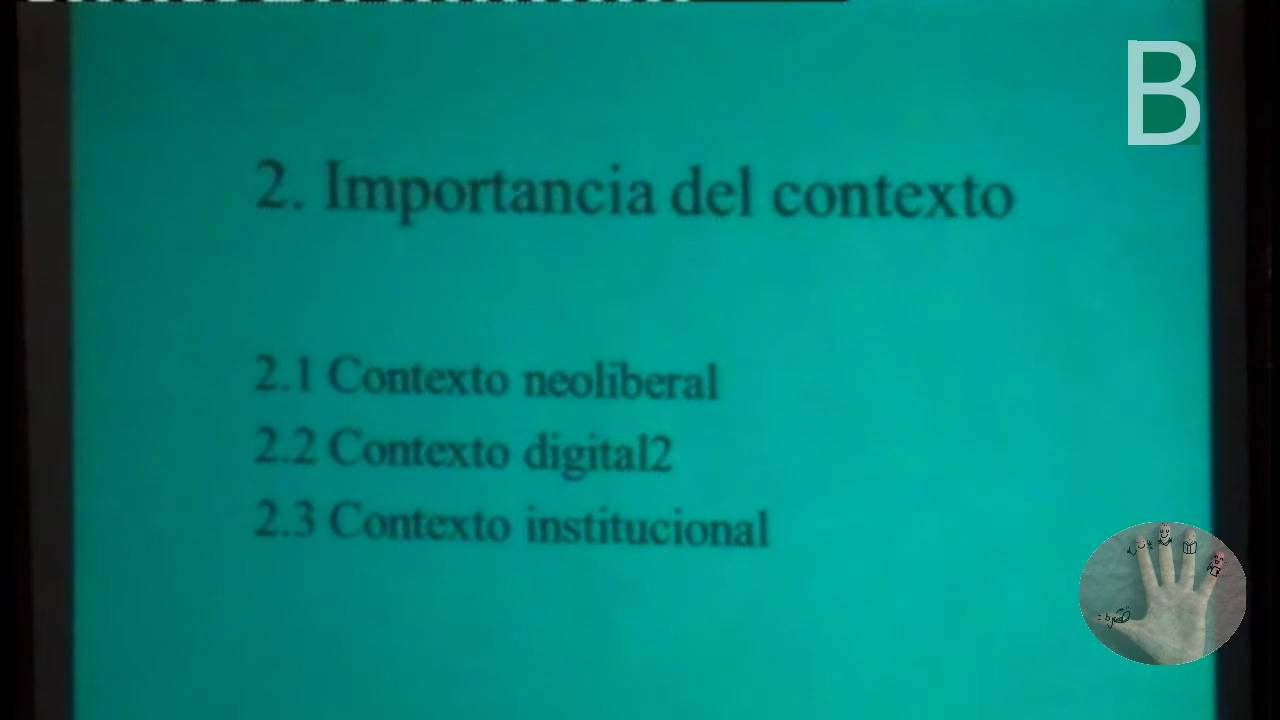 B
2. Importancia del contexto
2.1 Contexto neoliberal
2.2 Contexto digital2
2.3 Contexto institucional